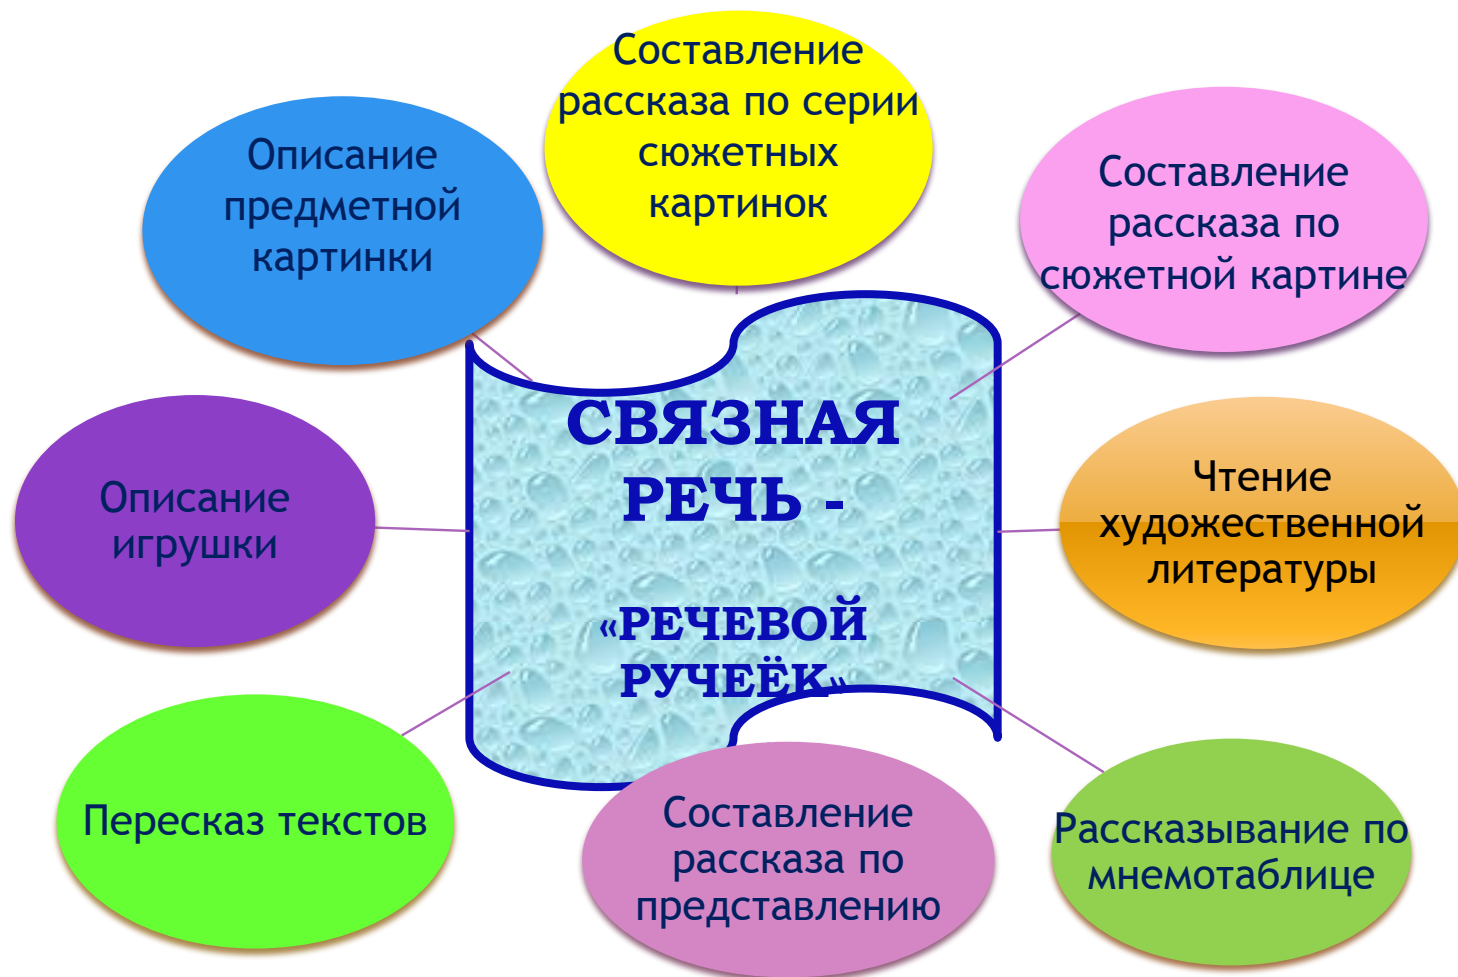 Составление
рассказа по серии
сюжетных
картинок
Описание
предметной
картинки
Составление
рассказа по
сюжетной картине
СВЯЗНАЯ
РЕЧЬ -
«РЕЧЕВОЙ
РУЧЕЁК»
Описание
игрушки
Чтение
художественной
литературы
Пересказ текстов
Составление
рассказа по
представлению
Рассказывание по
мнемотаблице